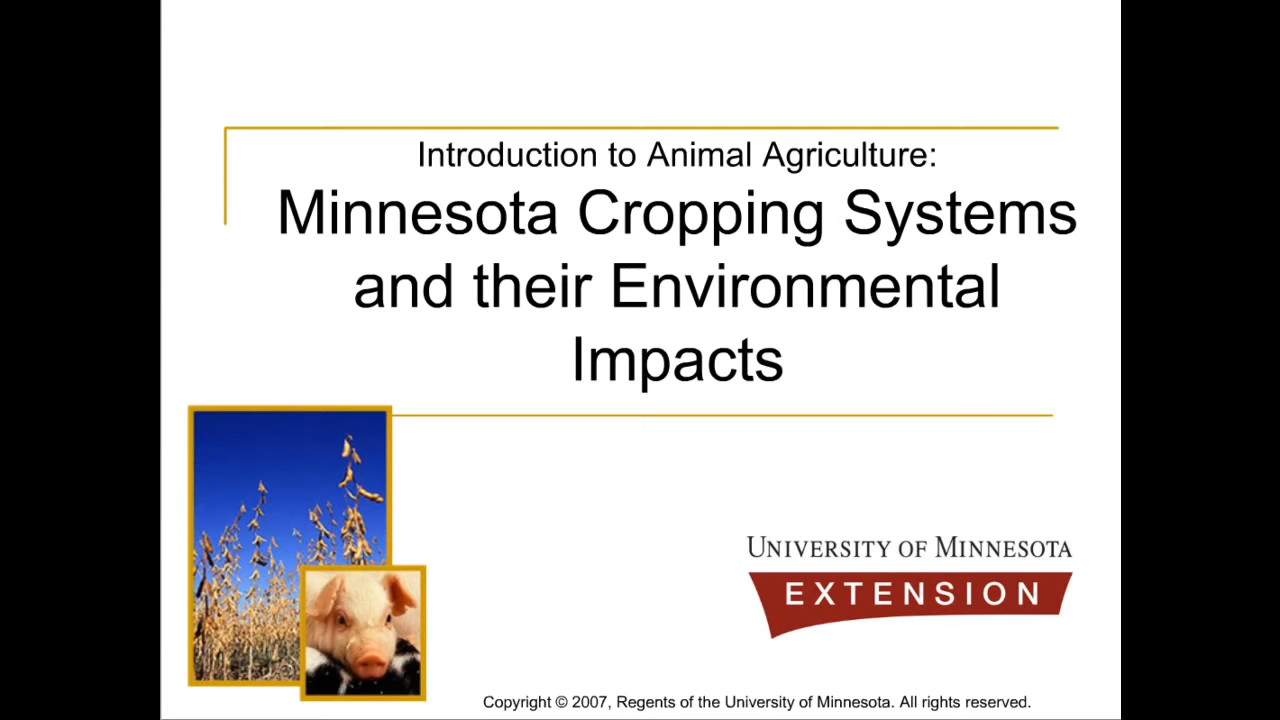 Introduction to Animal Agriculture:
Minnesota Cropping Systems
and their Environmental
Impacts
UNIVERSITY OF MINNESOTA
EXTENSION
Copyright © 2007, Regents of the University of Minnesota. All rights reserved.